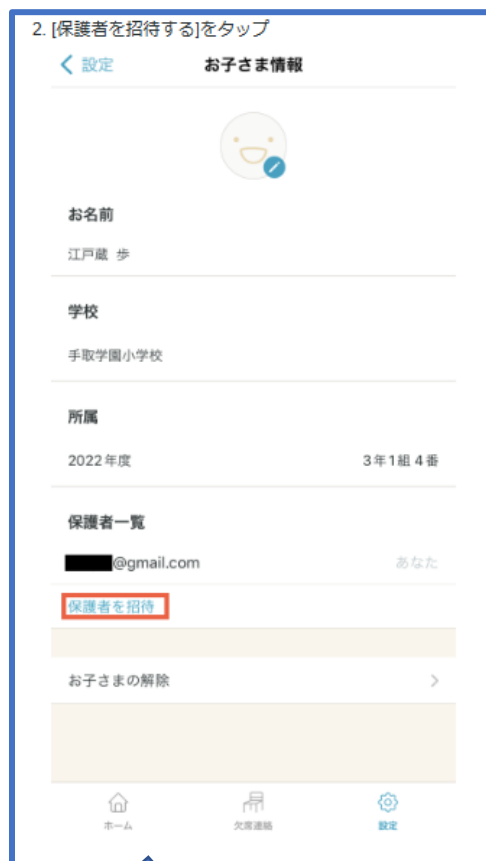 2. [保護者を招待する]をタップ
設定 お子さま情報
お名前
江戸蔵 歩
学校
手取学園小学校
所属
2022年度 3年1組 4番
保護者一覧
@gmail.com あなた
保護者を招待
お子さまの解除
ホーム 欠席連絡 設定